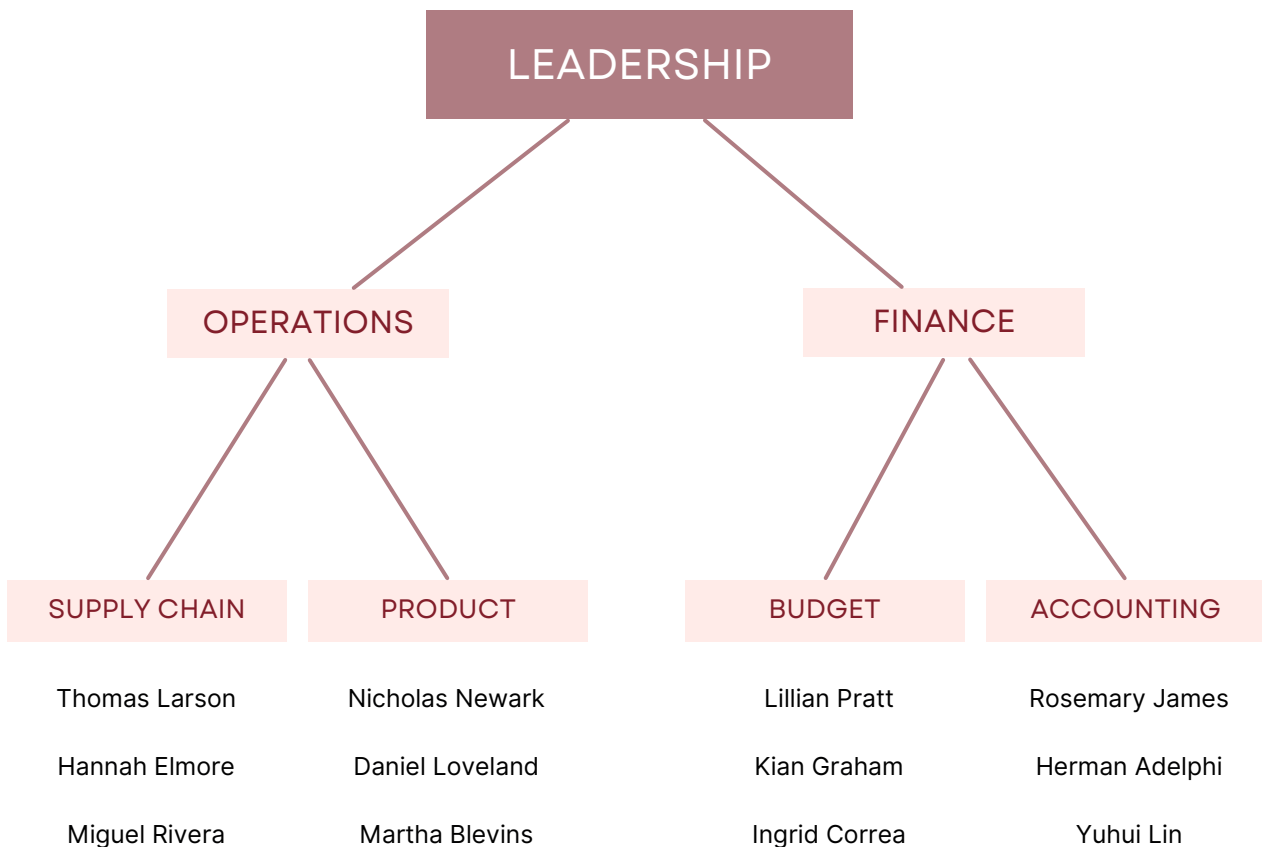 LEADERSHIP
OPERATIONS
FINANCE
SUPPLY CHAIN
PRODUCT
BUDGET
ACCOUNTING
Thomas Larson
Nicholas Newark
Lillian Pratt
Rosemary James
Hannah Elmore
Daniel Loveland
Kian Graham
Herman Adelphi
Miguel Rivera
Martha Blevins
Ingrid Correa
Yuhui Lin